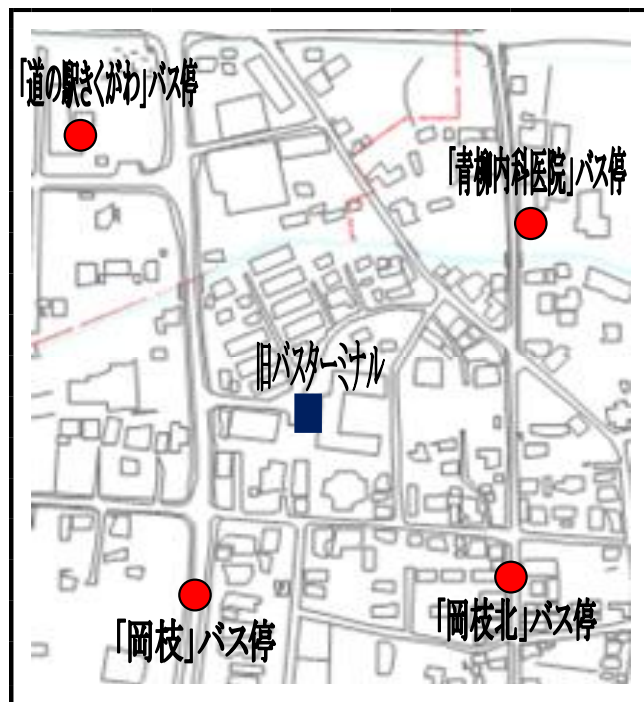 「道の駅きくがわ」バス停
「青柳内科医院」バス停
旧バスターミナル
「岡枝北」バス停
「岡枝」バス停